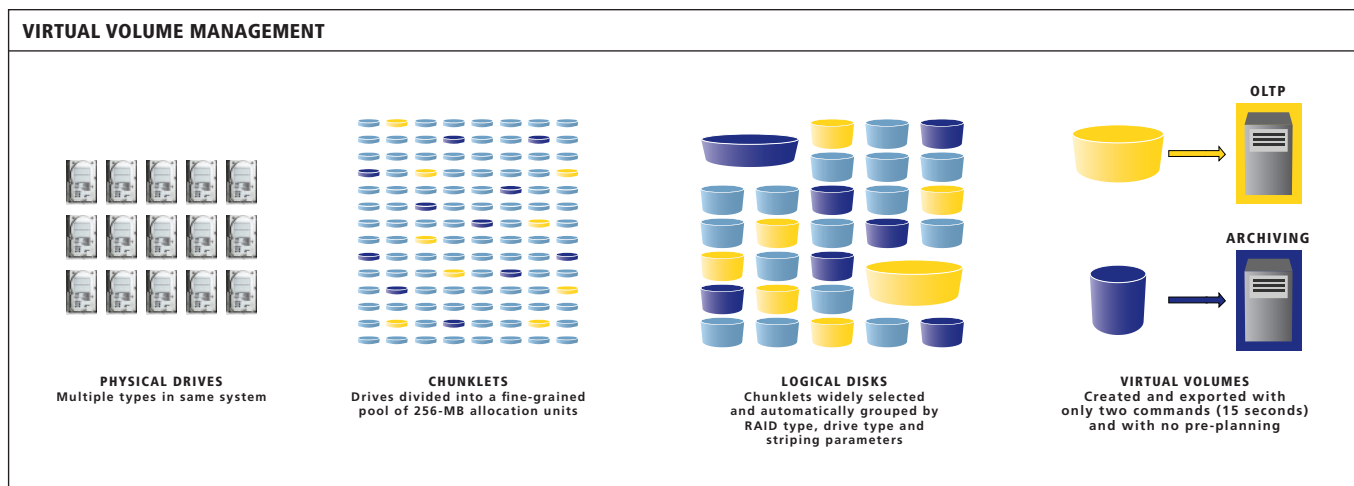 VIRTUAL VOLUME MANAGEMENT
PHYSICAL DRIVES
Multiple types in same system
CHUNKLETS
Drives divided into a fine-grained
pool of 256-MB allocation units
LOGICAL DISKS
Chunklets widely selected
and automatically grouped by
RAID type, drive type and
striping parameters
OLTP
ARCHIVING
VIRTUAL VOLUMES
Created and exported with
only two commands (15 seconds)
and with no pre-planning